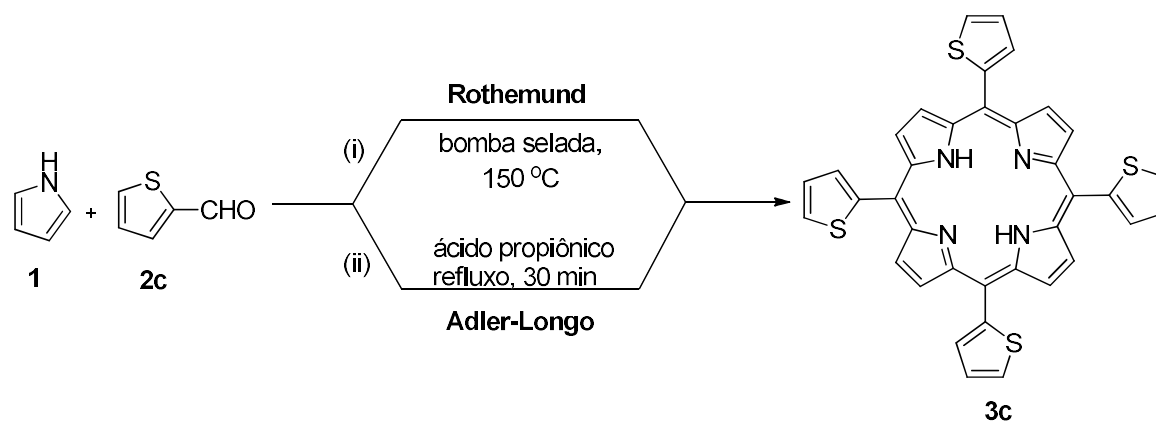 Rothemund
(i)
bomba selada,
150 °C
H
N
+
S
CHO
1
2c
(ii)
ácido propiônico
refluxo, 30 min
Adler-Longo
S
NH
N
S
S
N
HN
S
3c